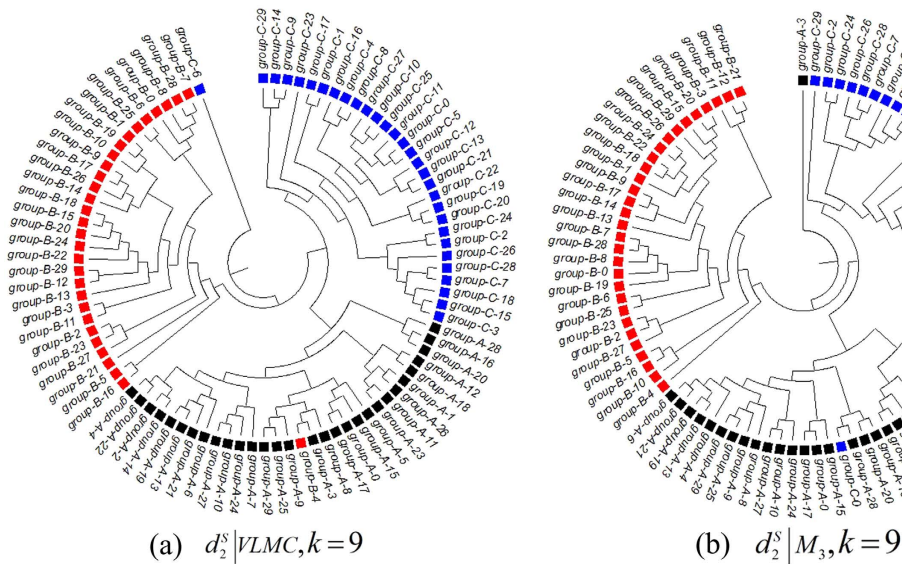 group-C-29
group-C-14
group-C-9
group-C-23
group-C-17
group-C-1
group-C-16
group-C-4
group-C-8
group-C-27
group-C-10
group-C-25
group-C-11
group-C-0
group-C-5
group-C-12
group-C-13
group-C-21
group-C-22
group-C-19
group-C-20
group-C-24
group-C-2
group-C-26
group-C-28
group-C-7
group-C-18
group-C-15
group-C-3
group-A-28
group-A-16
group-A-20
group-A-12
group-A-18
group-A-1
group-A-26
group-A-11
group-A-23
group-A-5
group-A-15
group-A-0
group-A-17
group-A-8
group-A-3
group-B-4
group-A-9
group-A-25
group-A-29
group-A-7
group-A-24
group-A-10
group-A-27
group-A-6
group-A-21
group-A-13
group-A-19
group-A-2
group-A-14
group-A-22
group-A-4
group-B-16
group-B-5
group-B-21
group-B-27
group-B-23
group-B-2
group-B-11
group-B-3
group-B-13
group-B-12
group-B-29
group-B-22
group-B-24
group-B-20
group-B-15
group-B-18
group-B-14
group-B-26
group-B-17
group-B-9
group-B-10
group-B-19
group-B-1
group-B-25
group-B-0
group-B-8
group-B-28
group-B-7
group-C-6
(a) d₂ˢ|VLMC, k = 9
group-A-3
group-C-29
group-C-2
group-C-24
group-C-26
group-C-28
group-C-7
group-A-20
group-A-28
group-C-0
group-A-15
group-A-0
group-A-17
group-A-24
group-A-10
group-A-27
group-A-9
group-A-8
group-A-25
group-A-29
group-A-4
group-A-13
group-A-19
group-A-21
group-A-6
group-B-4
group-B-10
group-B-16
group-B-5
group-B-27
group-B-2
group-B-23
group-B-25
group-B-6
group-B-19
group-B-0
group-B-8
group-B-28
group-B-7
group-B-13
group-B-14
group-B-17
group-B-9
group-B-1
group-B-18
group-B-22
group-B-24
group-B-26
group-B-29
group-B-15
group-B-20
group-B-3
group-B-11
group-B-12
group-B-21
(b) d₂ˢ|M₃, k = 9